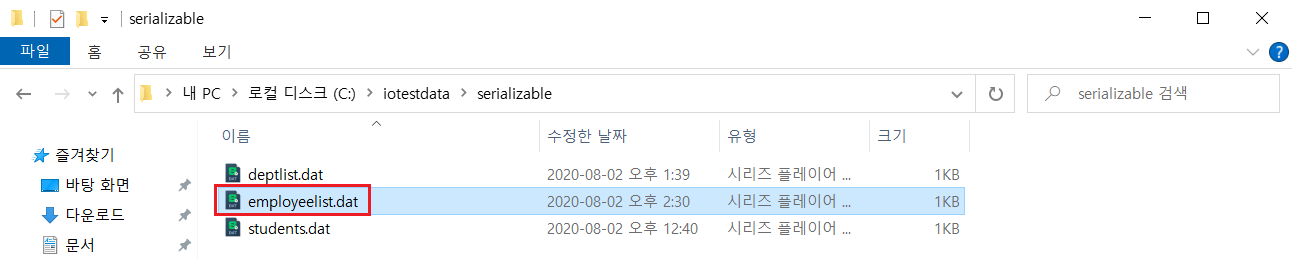 serializable
파일 홈 공유 보기
내 PC > 로컬 디스크 (C:) > iotestdata > serializable
serializable 검색
이름 수정한 날짜 유형 크기
즐겨찾기
바탕 화면
다운로드
문서
deptlist.dat 2020-08-02 오후 1:39 시리즈 플레이어 ... 1KB
employeelist.dat 2020-08-02 오후 2:30 시리즈 플레이어 ... 1KB
students.dat 2020-08-02 오후 12:40 시리즈 플레이어 ... 1KB